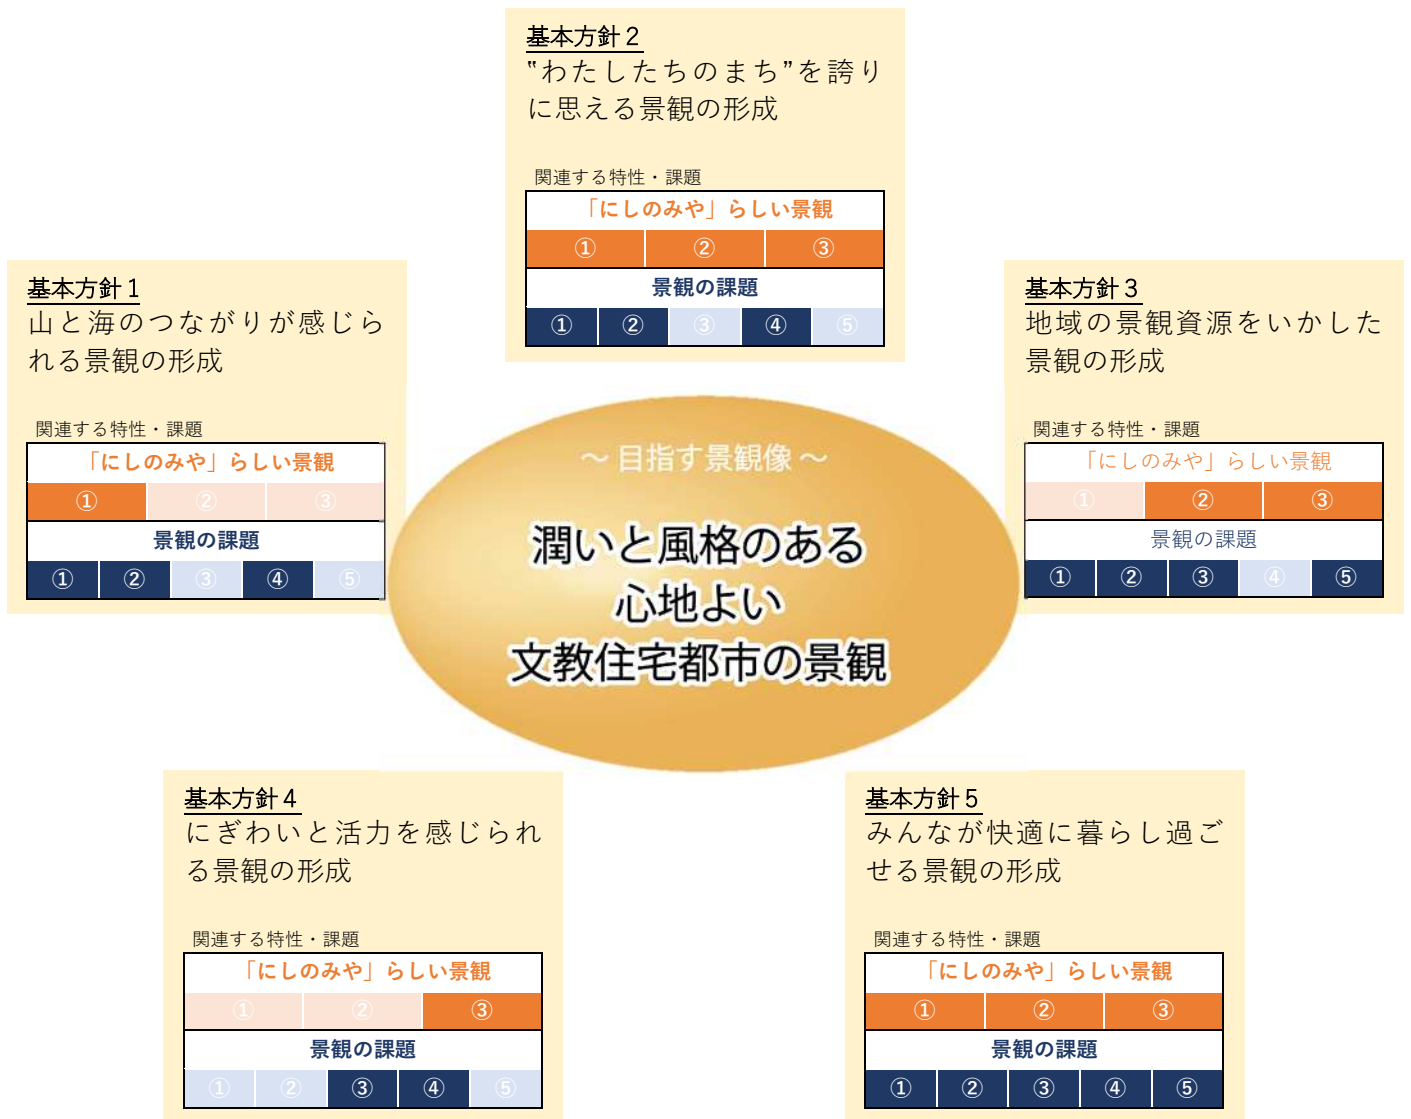 基本方針２
“わたしたちのまち”を誇り
に思える景観の形成
関連する特性・課題
「にしのみや」らしい景観
① ② ③
景観の課題
① ② ③ ④ ⑤
基本方針１
山と海のつながりが感じら
れる景観の形成
関連する特性・課題
「にしのみや」らしい景観
① ② ③
景観の課題
① ② ③ ④ ⑤
基本方針３
地域の景観資源をいかした
景観の形成
関連する特性・課題
「にしのみや」らしい景観
① ② ③
景観の課題
① ② ③ ④ ⑤
～目指す景観像～
潤いと風格のある
心地よい
文教住宅都市の景観
基本方針４
にぎわいと活力を感じられ
る景観の形成
関連する特性・課題
「にしのみや」らしい景観
① ② ③
景観の課題
① ② ③ ④ ⑤
基本方針５
みんなが快適に暮らし過ご
せる景観の形成
関連する特性・課題
「にしのみや」らしい景観
① ② ③
景観の課題
① ② ③ ④ ⑤